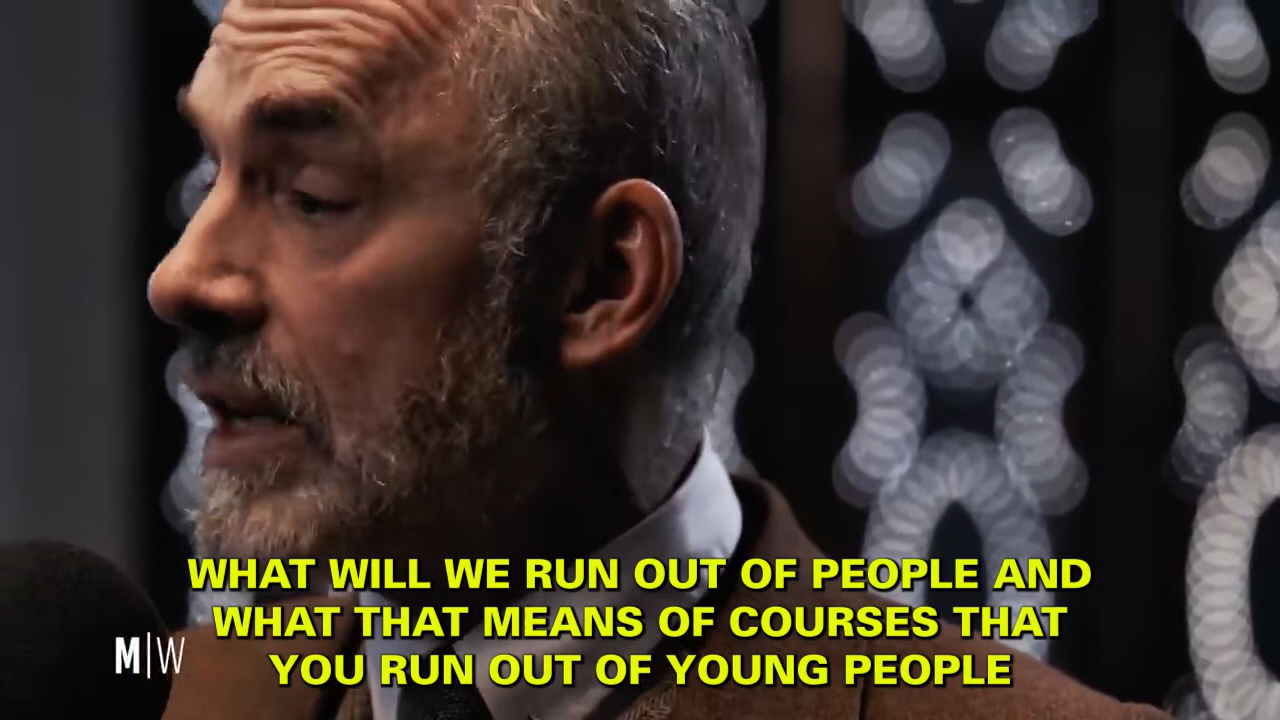 WHAT WILL WE RUN OUT OF PEOPLE AND
WHAT THAT MEANS OF COURSES THAT
YOU RUN OUT OF YOUNG PEOPLE
M|W